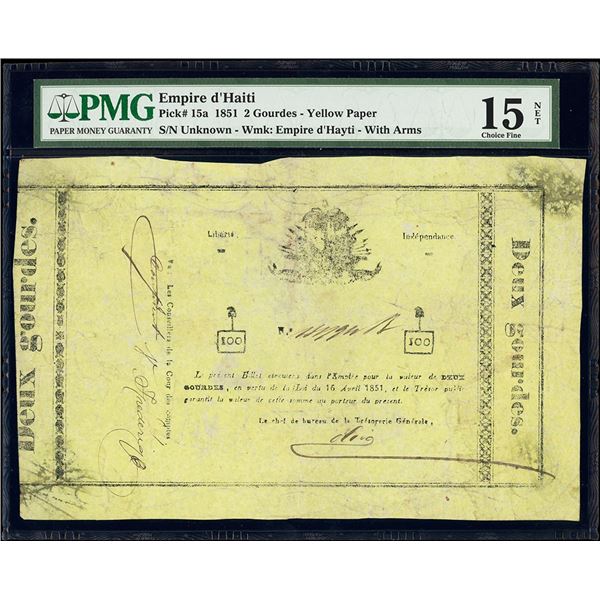 PMG
PAPER MONEY GUARANTY
Empire d'Haiti
Pick# 15a 1851 2 Gourdes - Yellow Paper
S/N Unknown - Wmk: Empire d'Hayti - With Arms
15
NET
Choice Fine
Deux gourdes.
Vu: Les Conseillers de la Cour des comptes
Liberté. Indépendance
100 N. 100
Le présent Billet circulera dans l'Empire pour la valeur de DEUX
GOURDES, en vertu de la Loi du 16 Avril 1851, et le Trésor publi
garantit la valeur de cette somme au porteur du présent.
Le chef de bureau de la Trésorerie Générale,
Deux gourdes.